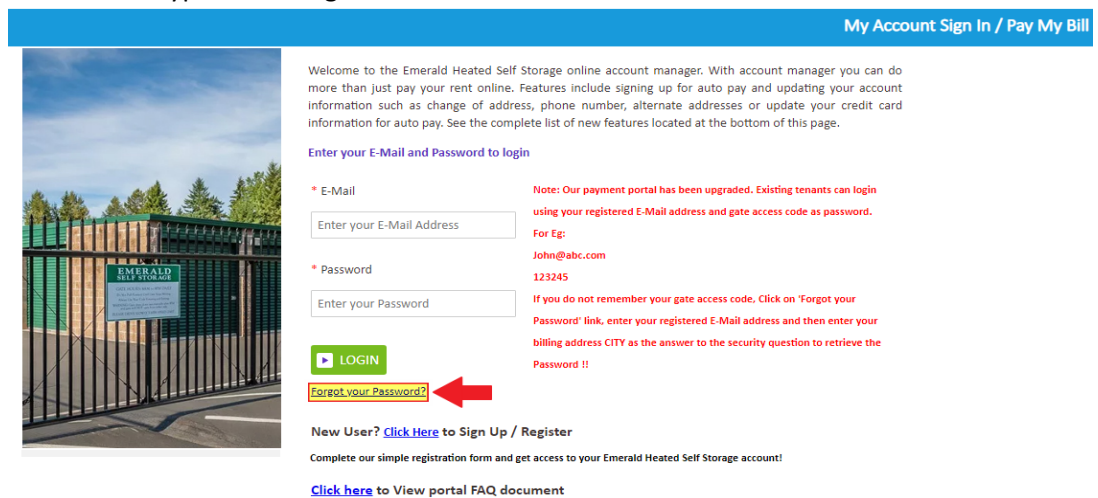 My Account Sign In / Pay My Bill
Welcome to the Emerald Heated Self Storage online account manager. With account manager you can do
more than just pay your rent online. Features include signing up for auto pay and updating your account
information such as change of address, phone number, alternate addresses or update your credit card
information for auto pay. See the complete list of new features located at the bottom of this page.
Enter your E-Mail and Password to login
* E-Mail
Enter your E-Mail Address
* Password
Enter your Password
LOGIN
Forgot your Password?
Note: Our payment portal has been upgraded. Existing tenants can login
using your registered E-Mail address and gate access code as password.
For Eg:
John@abc.com
123245
If you do not remember your gate access code, Click on 'Forgot your
Password' link, enter your registered E-Mail address and then enter your
billing address CITY as the answer to the security question to retrieve the
Password !!
New User? Click Here to Sign Up / Register
Complete our simple registration form and get access to your Emerald Heated Self Storage account!
Click here to View portal FAQ document
EMERALD
SELF STORAGE